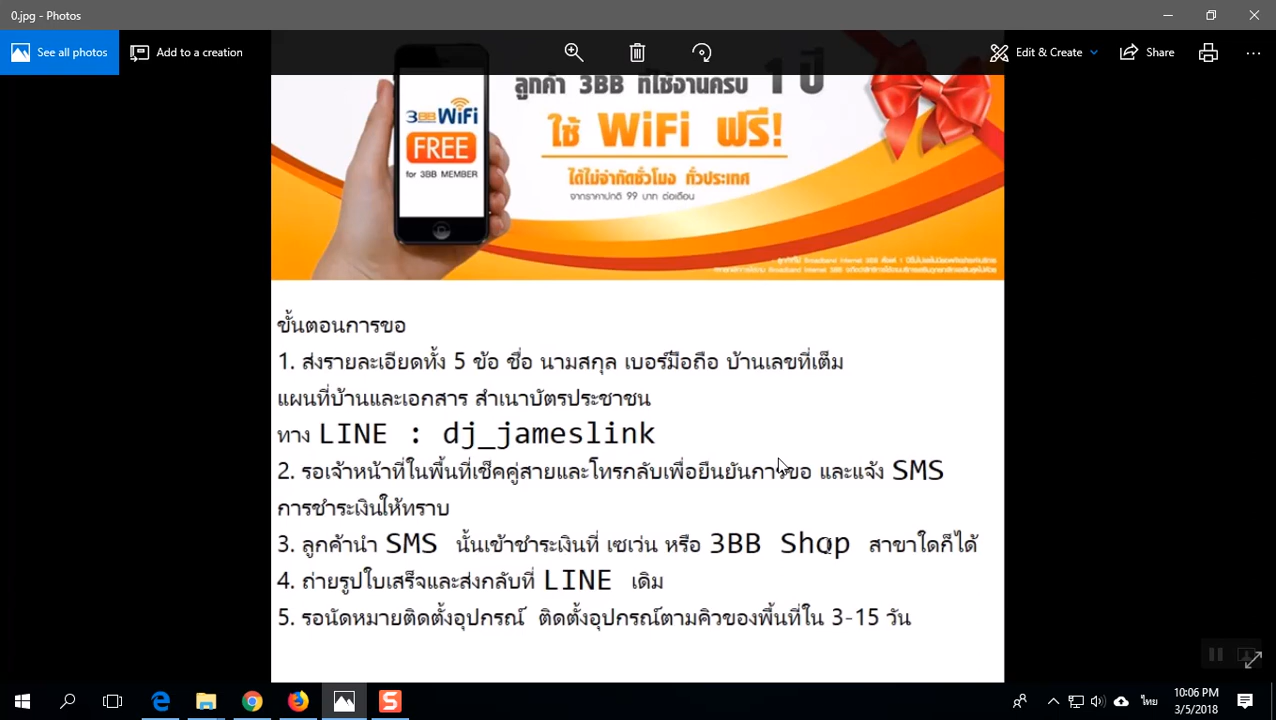 0.jpg - Photos
See all photos
Add to a creation
Edit & Create
Share
ลูกค้า 3BB ที่ใช้งานครบ 1 ปี
3BB WiFi
ใช้ WiFi ฟรี!
FREE
for 3BB MEMBER
ได้ไม่จำกัดชั่วโมง ทั่วประเทศ
จากราคาปกติ 99 บาท ต่อเดือน
ขั้นตอนการขอ
1. ส่งรายละเอียดทั้ง 5 ข้อ ชื่อ นามสกุล เบอร์มือถือ บ้านเลขที่เต็ม
แผนที่บ้านและเอกสาร สำเนาบัตรประชาชน
ทาง LINE : dj_jameslink
2. รอเจ้าหน้าที่ในพื้นที่เช็คคู่สายและโทรกลับเพื่อยืนยันการขอ และแจ้ง SMS
การชำระเงินให้ทราบ
3. ลูกค้านำ SMS นั้นเข้าชำระเงินที่ เซเว่น หรือ 3BB Shop สาขาใดก็ได้
4. ถ่ายรูปใบเสร็จและส่งกลับที่ LINE เดิม
5. รอนัดหมายติดตั้งอุปกรณ์ ติดตั้งอุปกรณ์ตามคิวของพื้นที่ใน 3-15 วัน
ไทย
10:06 PM
3/5/2018